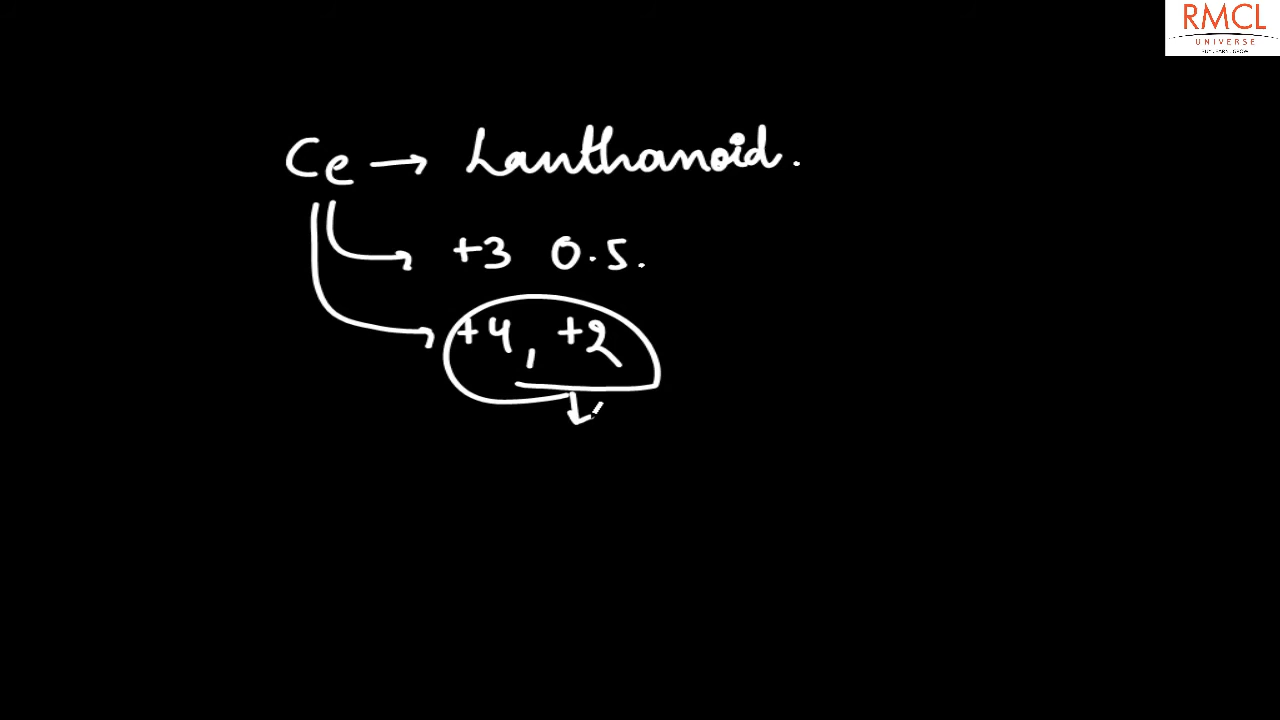 RMCL
UNIVERSE
Ce → Lanthanoid.
+3 O.S.
+4, +2